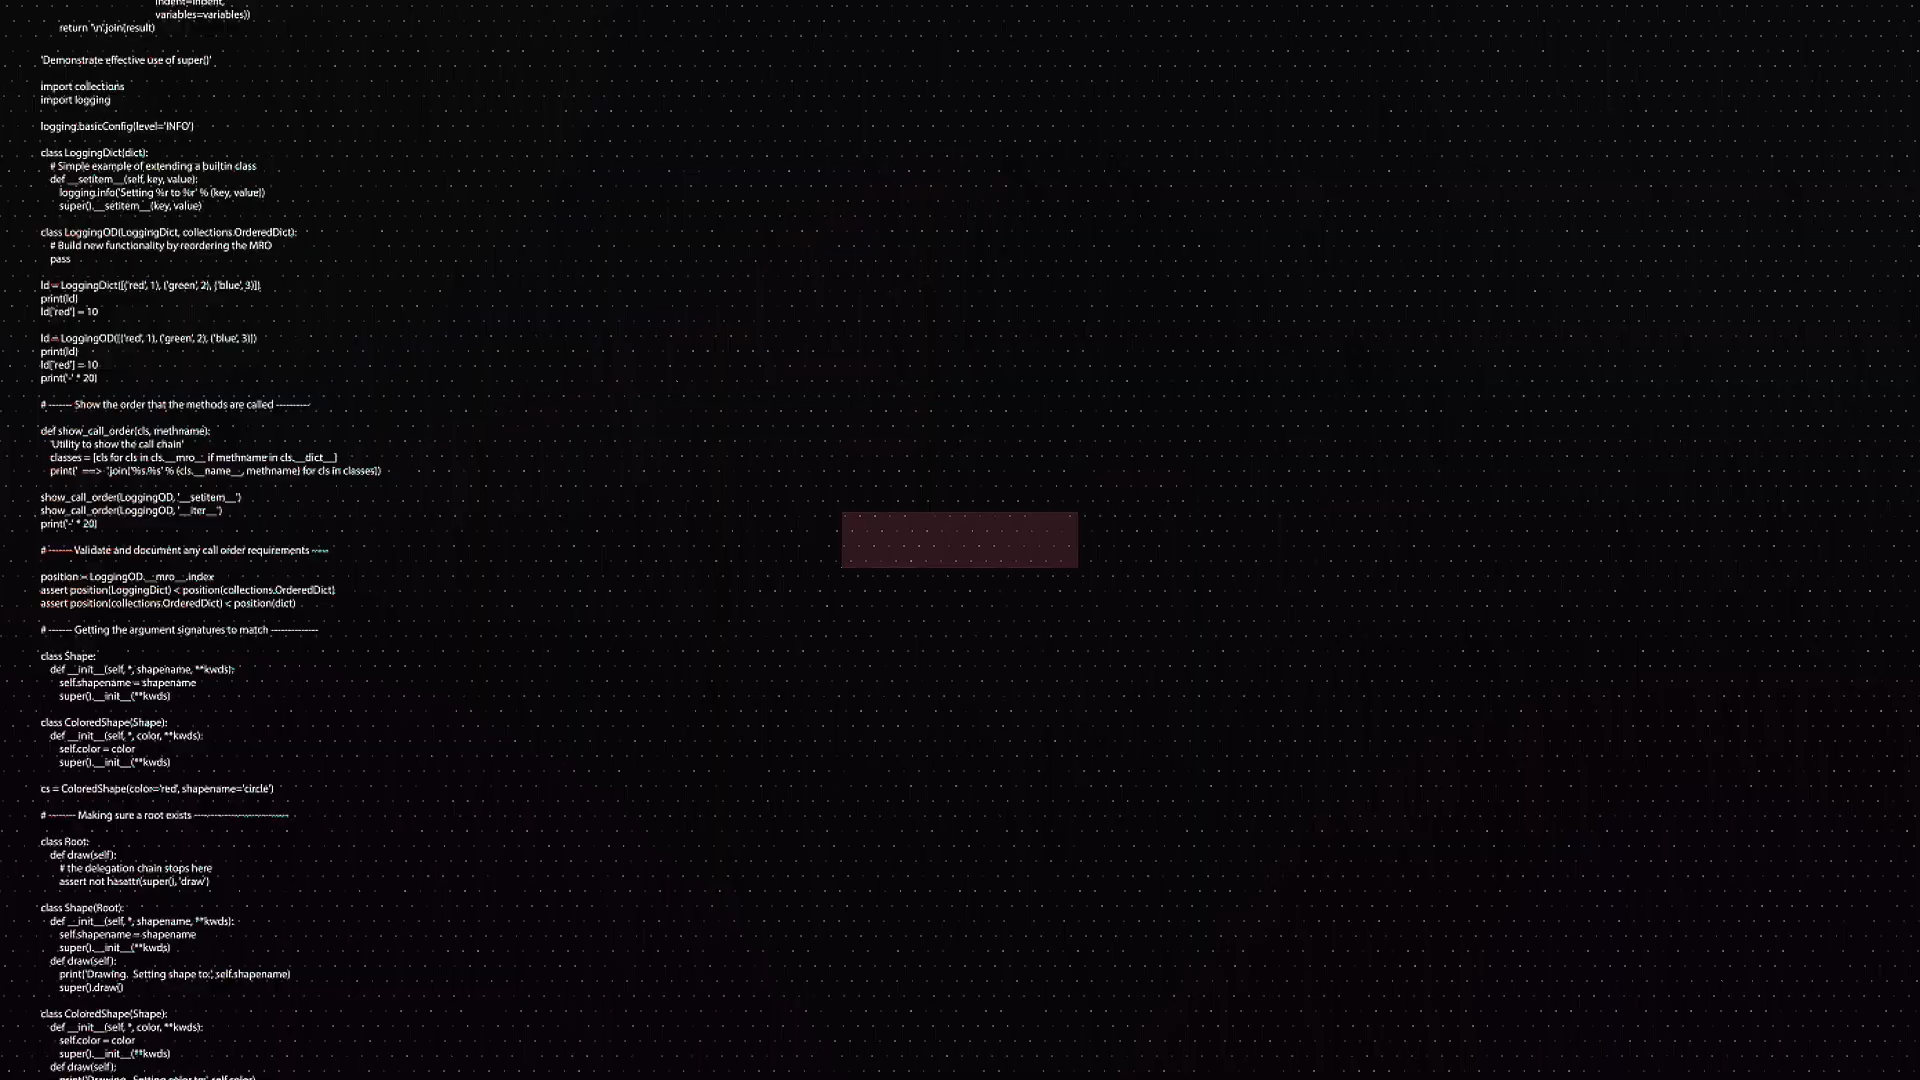 indent=indent,
variables=variables))
return '\n'.join(result)
'Demonstrate effective use of super()'
import collections
import logging
logging.basicConfig(level='INFO')
class LoggingDict(dict):
# Simple example of extending a builtin class
def __setitem__(self, key, value):
logging.info('Setting %r to %r' % (key, value))
super().__setitem__(key, value)
class LoggingOD(LoggingDict, collections.OrderedDict):
# Build new functionality by reordering the MRO
pass
ld = LoggingDict([('red', 1), ('green', 2), ('blue', 3)])
print(ld)
ld['red'] = 10
ld = LoggingOD([('red', 1), ('green', 2), ('blue', 3)])
print(ld)
ld['red'] = 10
print('-' * 20)
# ------- Show the order that the methods are called ----------
def show_call_order(cls, methname):
'Utility to show the call chain'
classes = [cls for cls in cls.__mro__ if methname in cls.__dict__]
print('  ==>  '.join('%s.%s' % (cls.__name__, methname) for cls in classes))
show_call_order(LoggingOD, '__setitem__')
show_call_order(LoggingOD, '__iter__')
print('-' * 20)
# ------- Validate and document any call order requirements -----
position = LoggingOD.__mro__.index
assert position(LoggingDict) < position(collections.OrderedDict)
assert position(collections.OrderedDict) < position(dict)
# ------- Getting the argument signatures to match --------------
class Shape:
def __init__(self, *, shapename, **kwds):
self.shapename = shapename
super().__init__(**kwds)
class ColoredShape(Shape):
def __init__(self, *, color, **kwds):
self.color = color
super().__init__(**kwds)
cs = ColoredShape(color='red', shapename='circle')
# -------- Making sure a root exists ----------------------------
class Root:
def draw(self):
# the delegation chain stops here
assert not hasattr(super(), 'draw')
class Shape(Root):
def __init__(self, *, shapename, **kwds):
self.shapename = shapename
super().__init__(**kwds)
def draw(self):
print('Drawing.  Setting shape to:', self.shapename)
super().draw()
class ColoredShape(Shape):
def __init__(self, *, color, **kwds):
self.color = color
super().__init__(**kwds)
def draw(self):
print('Drawing.  Setting color to:', self.color)